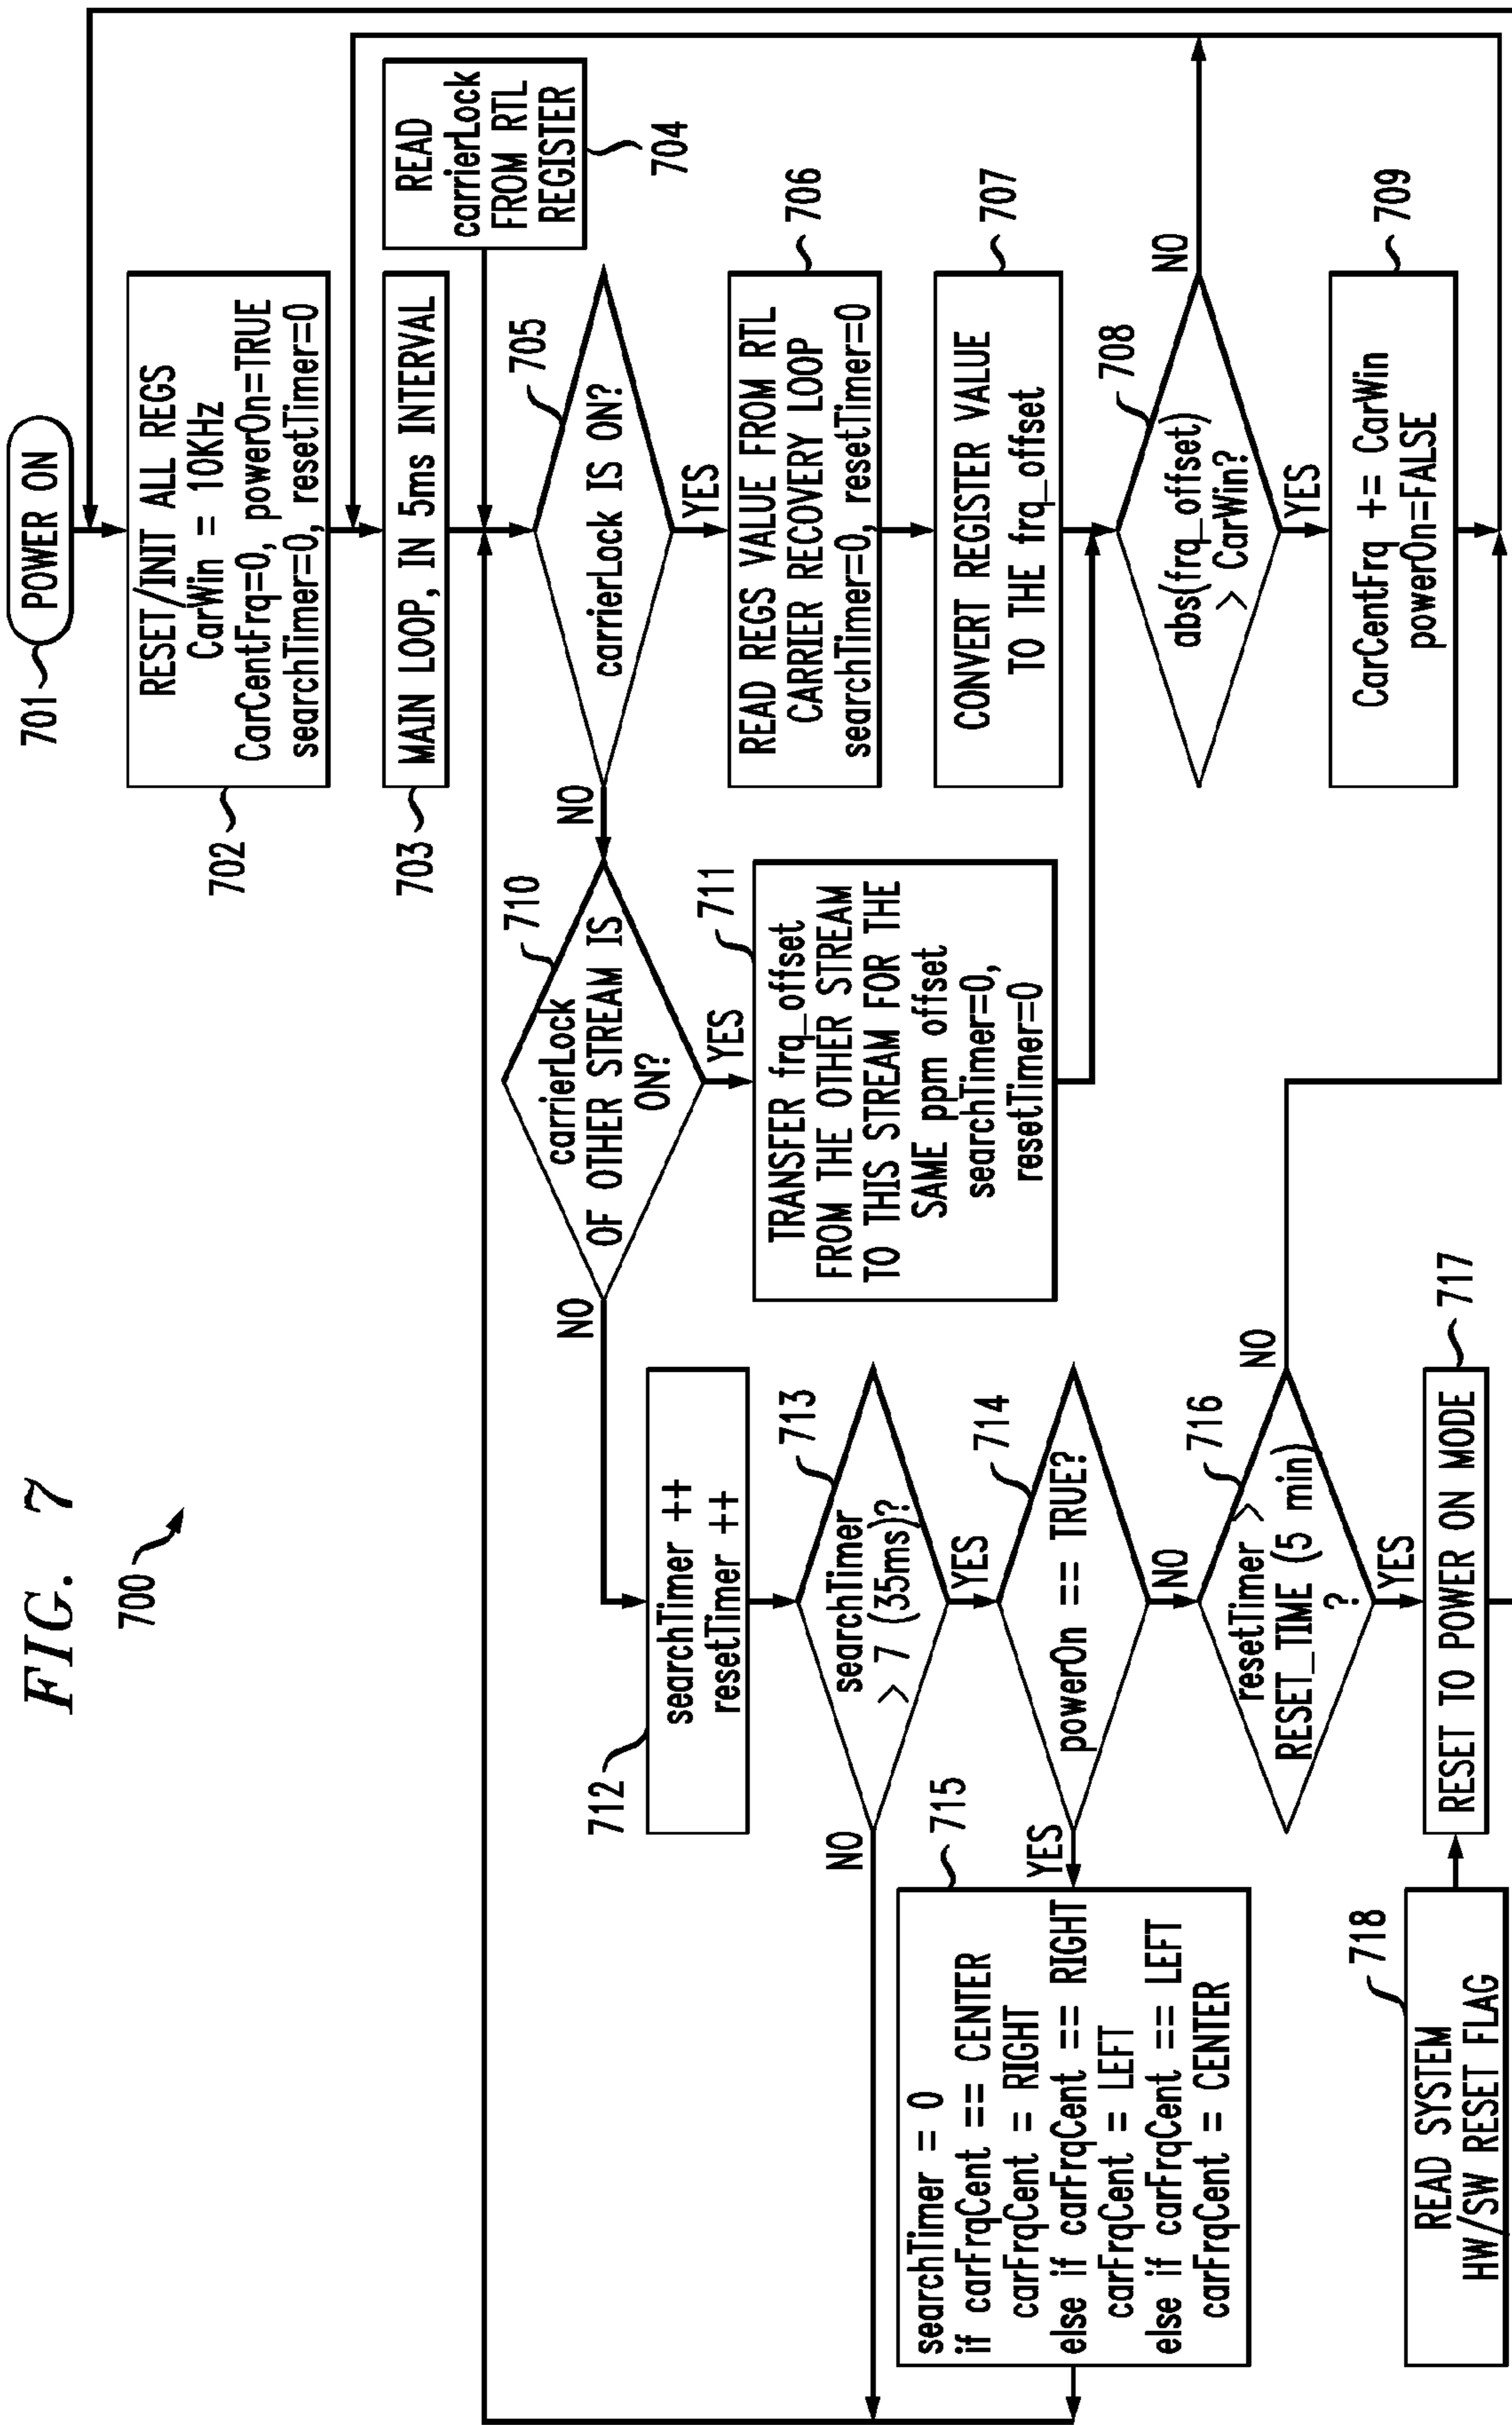 FIG. 7
700
701
POWER ON
702
RESET/INIT ALL REGS
CarWin = 10KHz
CarCentFrq=0, powerOn=TRUE
searchTimer=0, resetTimer=0
703
MAIN LOOP, IN 5ms INTERVAL
READ
carrierLock
FROM RTL
REGISTER
704
705
carrierLock IS ON?
YES
NO
706
READ REGS VALUE FROM RTL
CARRIER RECOVERY LOOP
searchTimer=0, resetTimer=0
707
CONVERT REGISTER VALUE
TO THE frq_offset
708
abs(frq_offset)
> CarWin?
NO
YES
709
CarCentFrq += CarWin
powerOn=FALSE
710
carrierLock
OF OTHER STREAM IS
ON?
YES
NO
711
TRANSFER frq_offset
FROM THE OTHER STREAM
TO THIS STREAM FOR THE
SAME ppm offset
searchTimer=0,
resetTimer=0
712
searchTimer ++
resetTimer ++
713
searchTimer
> 7 (35ms)?
NO
YES
714
powerOn == TRUE?
YES
NO
715
searchTimer = 0
if carFrqCent == CENTER
carFrqCent = RIGHT
else if carFrqCent == RIGHT
carFrqCent = LEFT
else if carFrqCent == LEFT
carFrqCent = CENTER
716
resetTimer >
RESET_TIME (5 min)
?
NO
YES
717
RESET TO POWER ON MODE
718
READ SYSTEM
HW/SW RESET FLAG